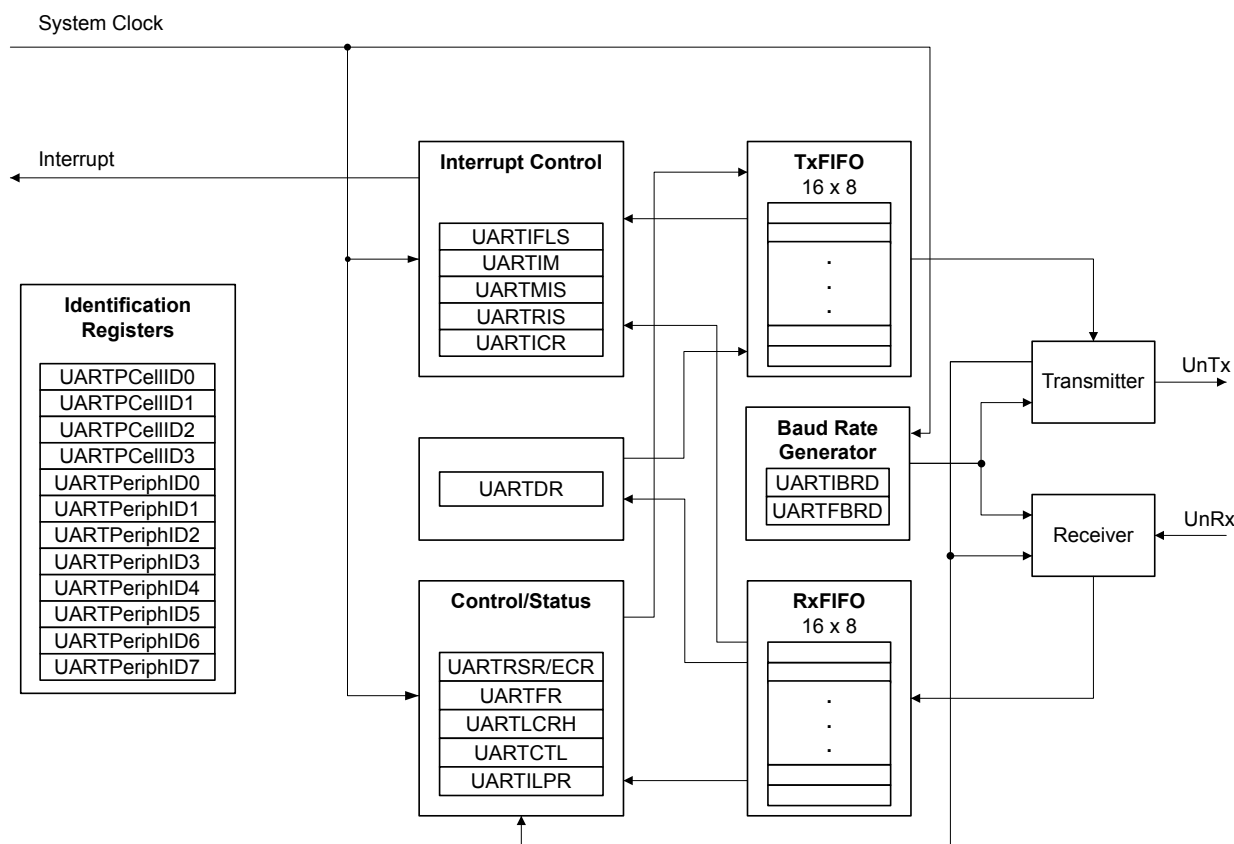 System Clock
Interrupt
Identification
Registers
UARTPCellID0
UARTPCellID1
UARTPCellID2
UARTPCellID3
UARTPeriphID0
UARTPeriphID1
UARTPeriphID2
UARTPeriphID3
UARTPeriphID4
UARTPeriphID5
UARTPeriphID6
UARTPeriphID7
Interrupt Control
UARTIFLS
UARTIM
UARTMIS
UARTRIS
UARTICR
UARTDR
Control/Status
UARTRSR/ECR
UARTFR
UARTLCRH
UARTCTL
UARTILPR
TxFIFO
16 x 8
.
.
.
Baud Rate
Generator
UARTIBRD
UARTFBRD
RxFIFO
16 x 8
.
.
.
Transmitter
UnTx
Receiver
UnRx